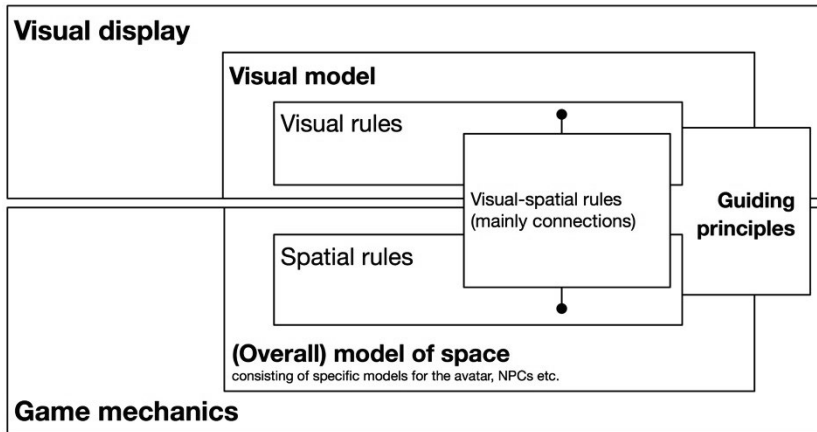 Visual display
Visual model
Visual rules
Visual-spatial rules
(mainly connections)
Guiding
principles
Spatial rules
(Overall) model of space
consisting of specific models for the avatar, NPCs etc.
Game mechanics